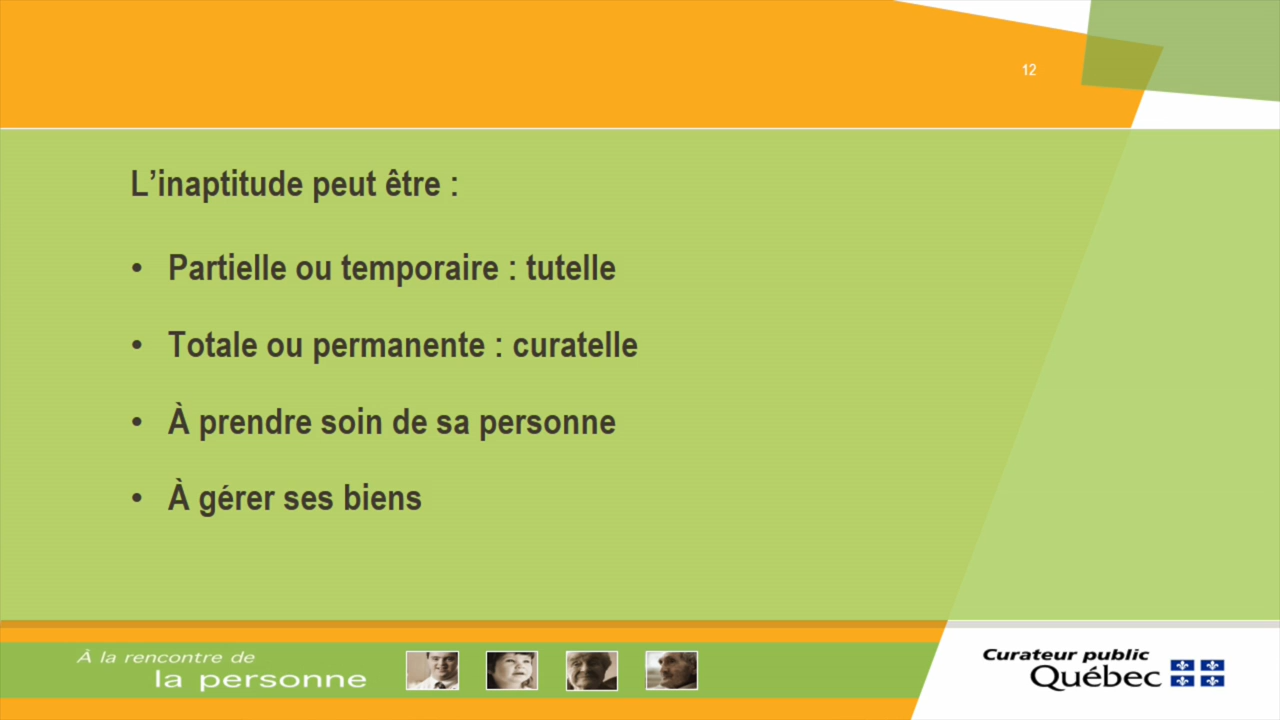 12
L’inaptitude peut être :
• Partielle ou temporaire : tutelle
• Totale ou permanente : curatelle
• À prendre soin de sa personne
• À gérer ses biens
À la rencontre de
la personne
Curateur public
Québec